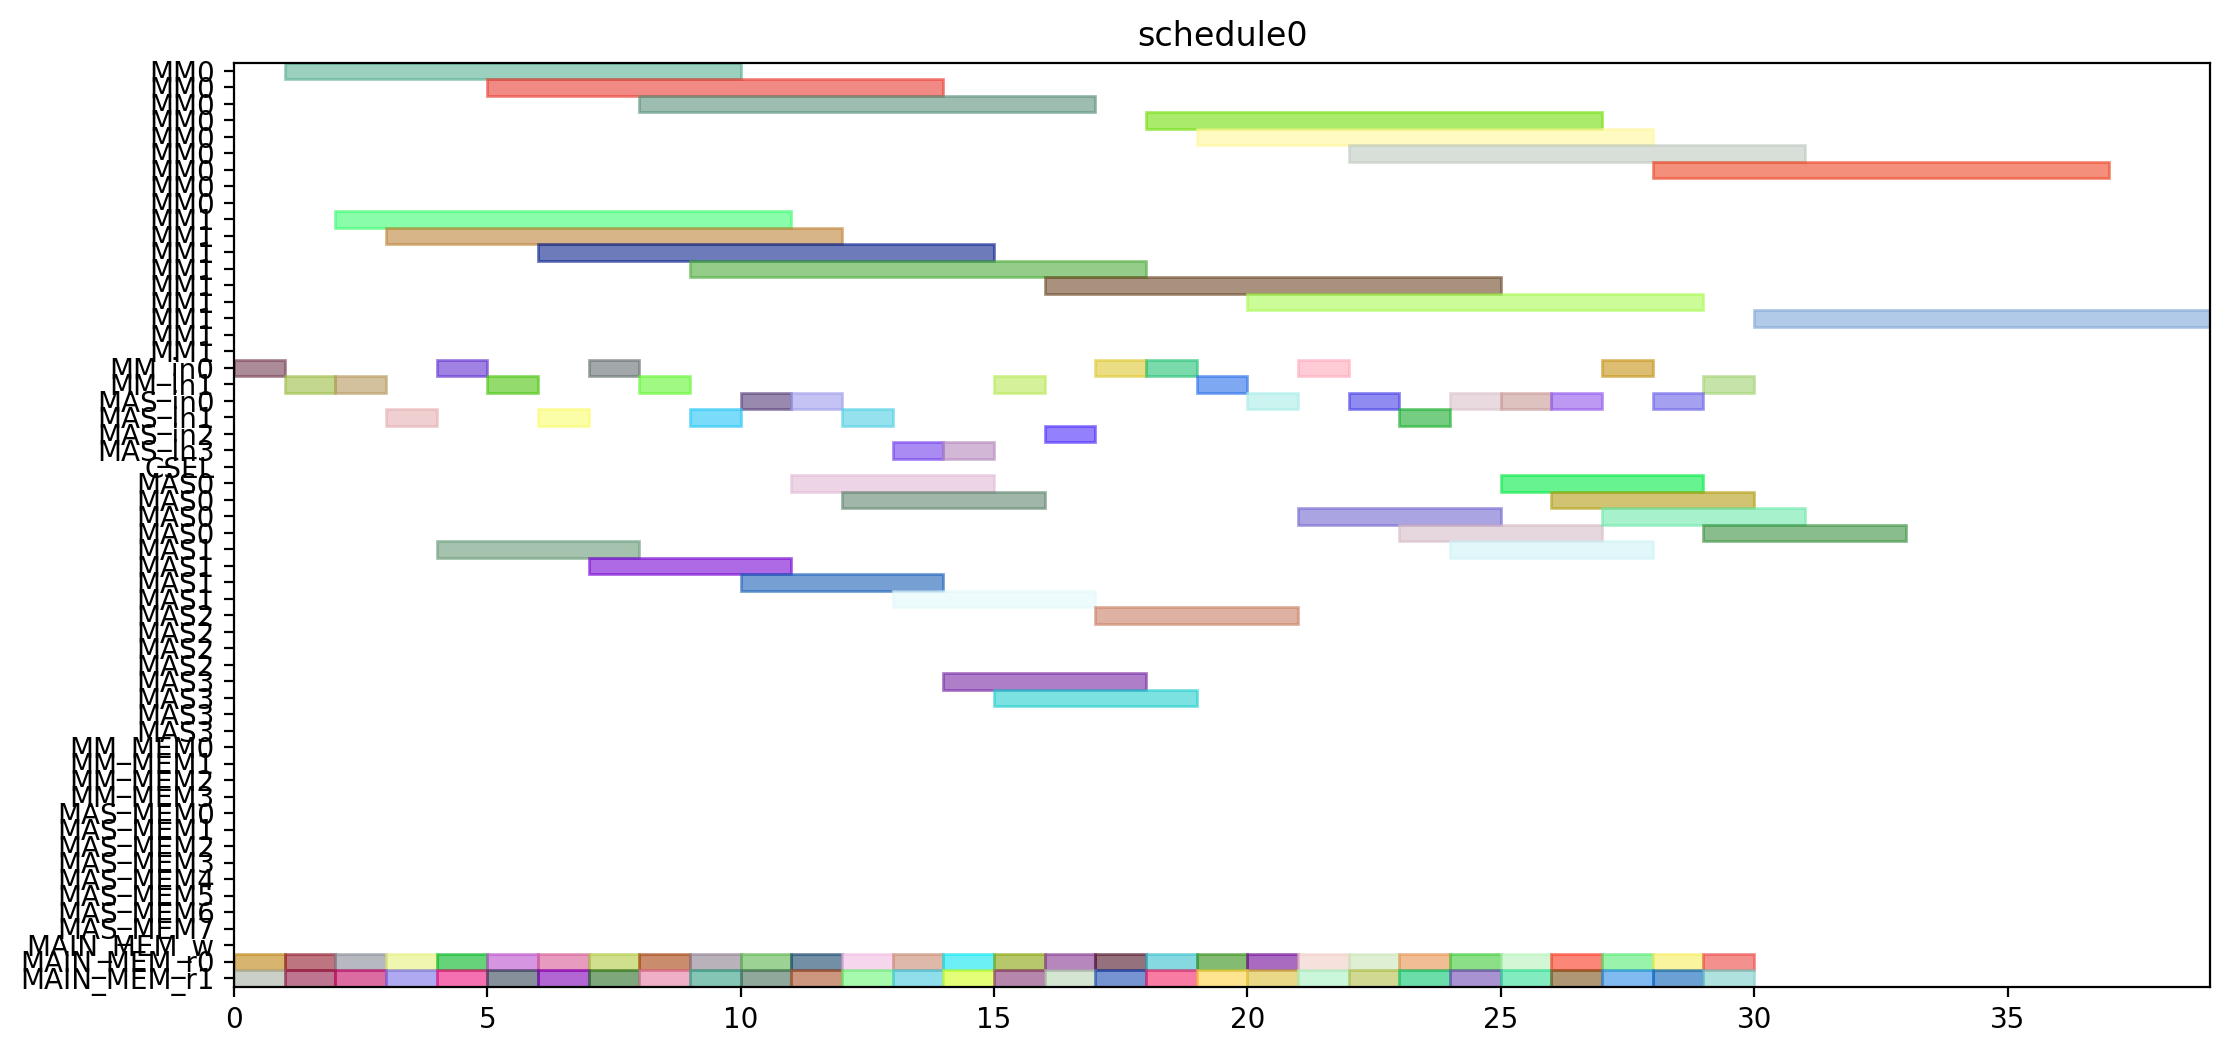 schedule0
MM0
MM0
MM0
MM0
MM0
MM0
MM0
MM0
MM0
MM1
MM1
MM1
MM1
MM1
MM1
MM1
MM1
MM1
MM_in0
MM_in1
MAS_in0
MAS_in1
MAS_in2
MAS_in3
CSEL
MAS0
MAS0
MAS0
MAS0
MAS1
MAS1
MAS1
MAS1
MAS2
MAS2
MAS2
MAS2
MAS3
MAS3
MAS3
MAS3
MM_MEM0
MM_MEM1
MM_MEM2
MM_MEM3
MAS_MEM0
MAS_MEM1
MAS_MEM2
MAS_MEM3
MAS_MEM4
MAS_MEM5
MAS_MEM6
MAS_MEM7
MAIN_MEM_w
MAIN_MEM_r0
MAIN_MEM_r1
0 5 10 15 20 25 30 35